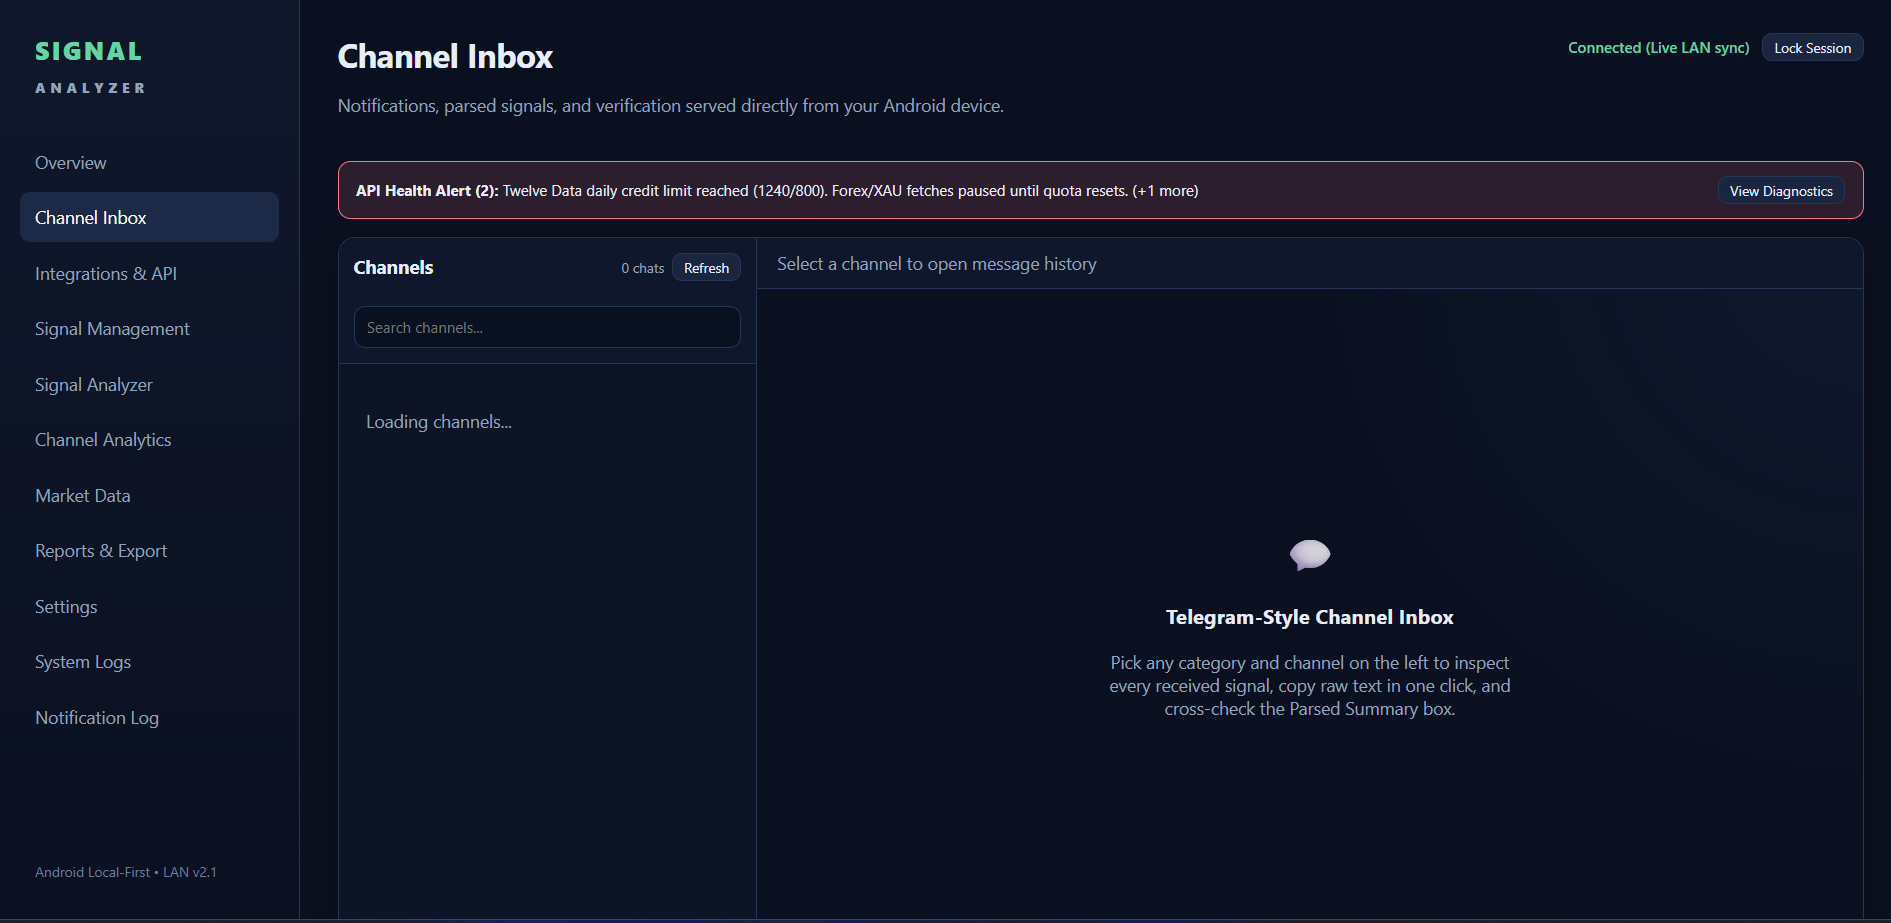 SIGNAL
ANALYZER
Overview
Channel Inbox
Integrations & API
Signal Management
Signal Analyzer
Channel Analytics
Market Data
Reports & Export
Settings
System Logs
Notification Log
Android Local-First • LAN v2.1
Channel Inbox
Connected (Live LAN sync)
Lock Session
Notifications, parsed signals, and verification served directly from your Android device.
API Health Alert (2): Twelve Data daily credit limit reached (1240/800). Forex/XAU fetches paused until quota resets. (+1 more)
View Diagnostics
Channels
0 chats
Refresh
Search channels...
Loading channels...
Select a channel to open message history
Telegram-Style Channel Inbox
Pick any category and channel on the left to inspect
every received signal, copy raw text in one click, and
cross-check the Parsed Summary box.